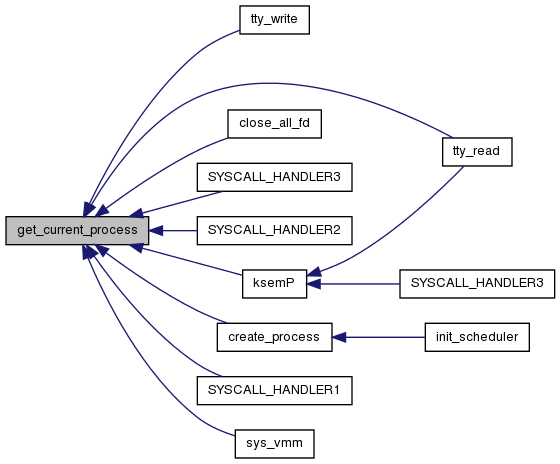 tty_write
close_all_fd
tty_read
SYSCALL_HANDLER3
get_current_process
SYSCALL_HANDLER2
ksemP
SYSCALL_HANDLER3
create_process
init_scheduler
SYSCALL_HANDLER1
sys_vmm